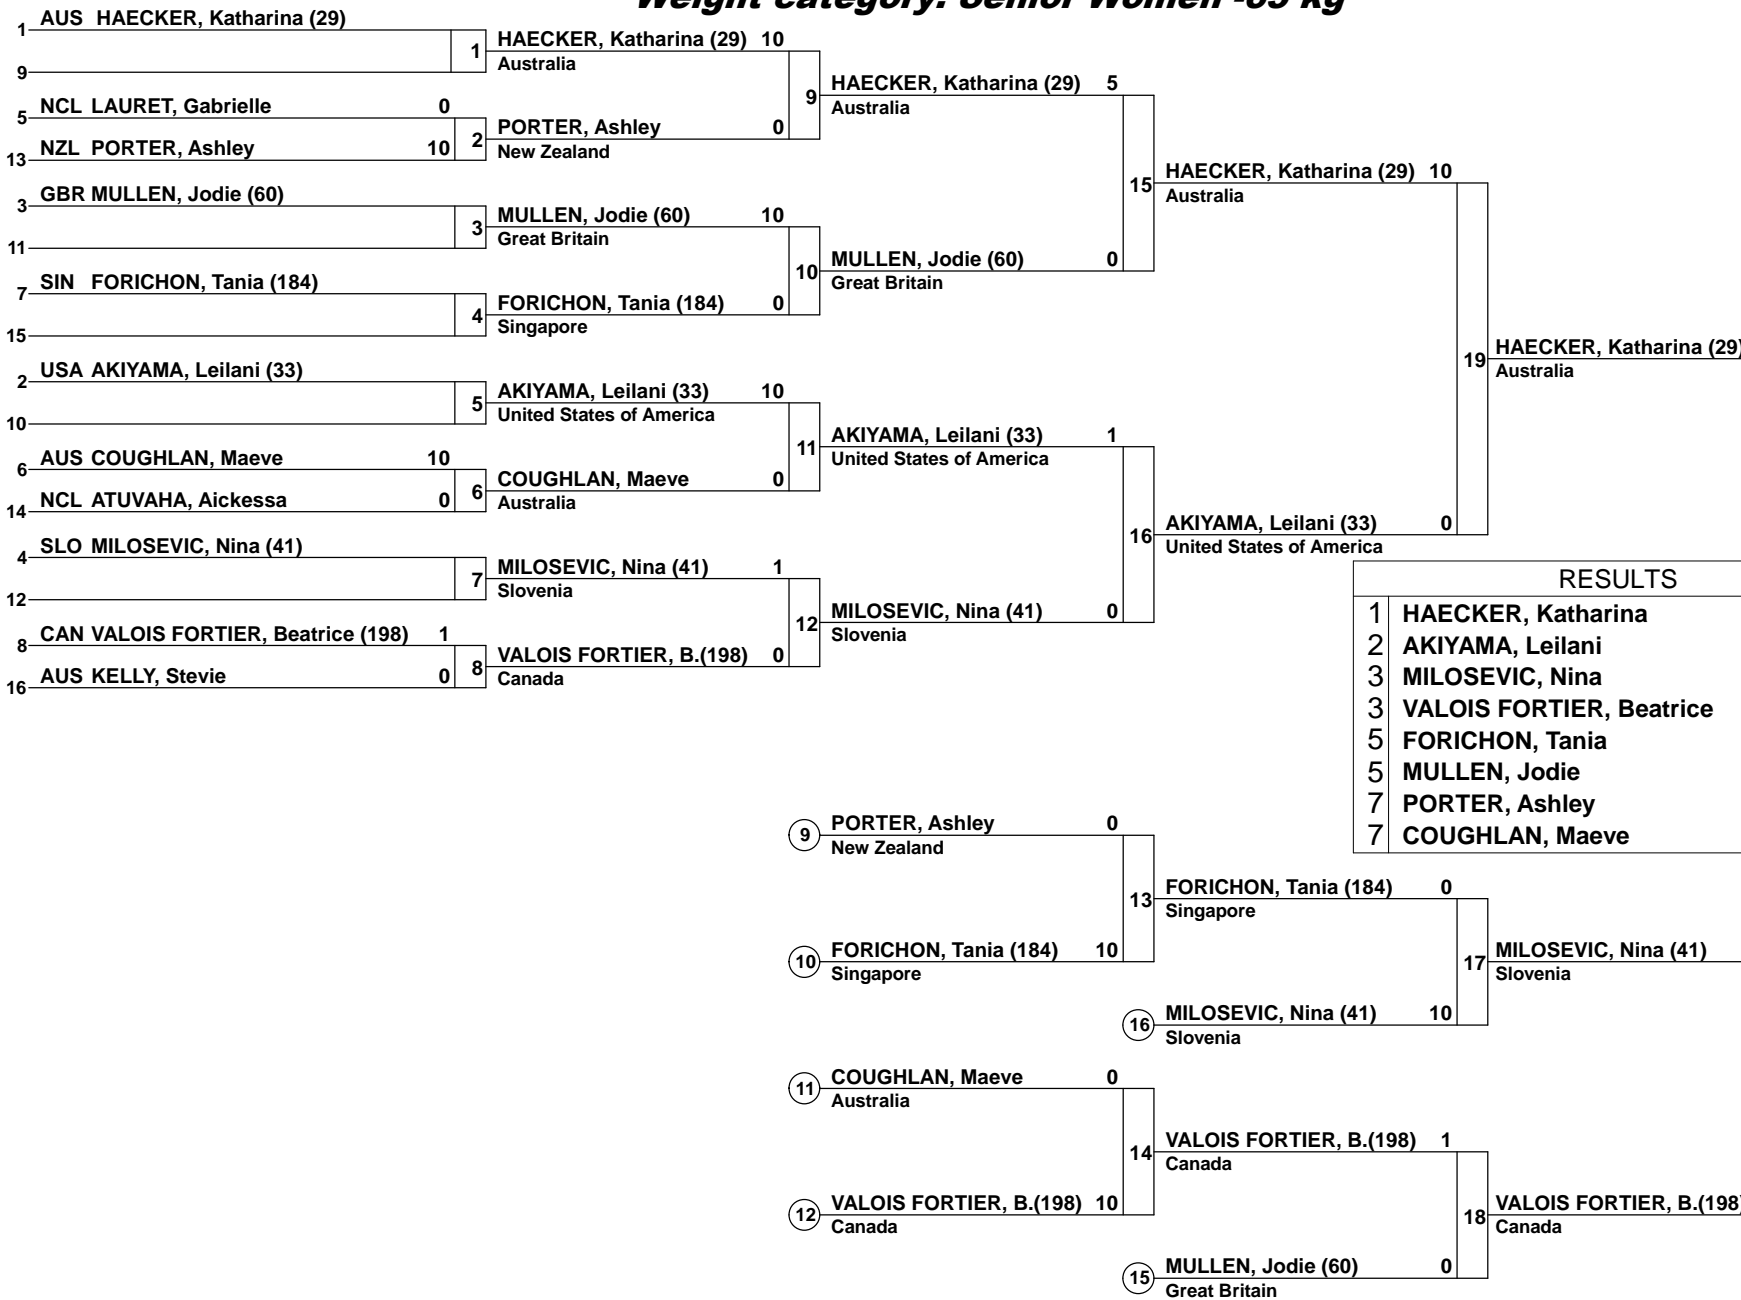 Weight category: Senior Women -63 kg
1 AUS HAECKER, Katharina (29)
9
1
HAECKER, Katharina (29) 10
Australia
5 NCL LAURET, Gabrielle 0
13 NZL PORTER, Ashley 10
2
PORTER, Ashley 0
New Zealand
9
HAECKER, Katharina (29) 5
Australia
3 GBR MULLEN, Jodie (60)
11
3
MULLEN, Jodie (60) 10
Great Britain
7 SIN FORICHON, Tania (184)
15
4
FORICHON, Tania (184) 0
Singapore
10
MULLEN, Jodie (60) 0
Great Britain
15
HAECKER, Katharina (29) 10
Australia
2 USA AKIYAMA, Leilani (33)
10
5
AKIYAMA, Leilani (33) 10
United States of America
6 AUS COUGHLAN, Maeve 10
14 NCL ATUVAHA, Aickessa 0
6
COUGHLAN, Maeve 0
Australia
11
AKIYAMA, Leilani (33) 1
United States of America
4 SLO MILOSEVIC, Nina (41)
12
7
MILOSEVIC, Nina (41) 1
Slovenia
8 CAN VALOIS FORTIER, Beatrice (198) 1
16 AUS KELLY, Stevie 0
8
VALOIS FORTIER, B.(198) 0
Canada
12
MILOSEVIC, Nina (41) 0
Slovenia
16
AKIYAMA, Leilani (33) 0
United States of America
19
HAECKER, Katharina (29)
Australia
RESULTS
1 HAECKER, Katharina
2 AKIYAMA, Leilani
3 MILOSEVIC, Nina
3 VALOIS FORTIER, Beatrice
5 FORICHON, Tania
5 MULLEN, Jodie
7 PORTER, Ashley
7 COUGHLAN, Maeve
9 PORTER, Ashley 0
New Zealand
10 FORICHON, Tania (184) 10
Singapore
13
FORICHON, Tania (184) 0
Singapore
16 MILOSEVIC, Nina (41) 10
Slovenia
17
MILOSEVIC, Nina (41)
Slovenia
11 COUGHLAN, Maeve 0
Australia
12 VALOIS FORTIER, B.(198) 10
Canada
14
VALOIS FORTIER, B.(198) 1
Canada
15 MULLEN, Jodie (60) 0
Great Britain
18
VALOIS FORTIER, B.(198)
Canada